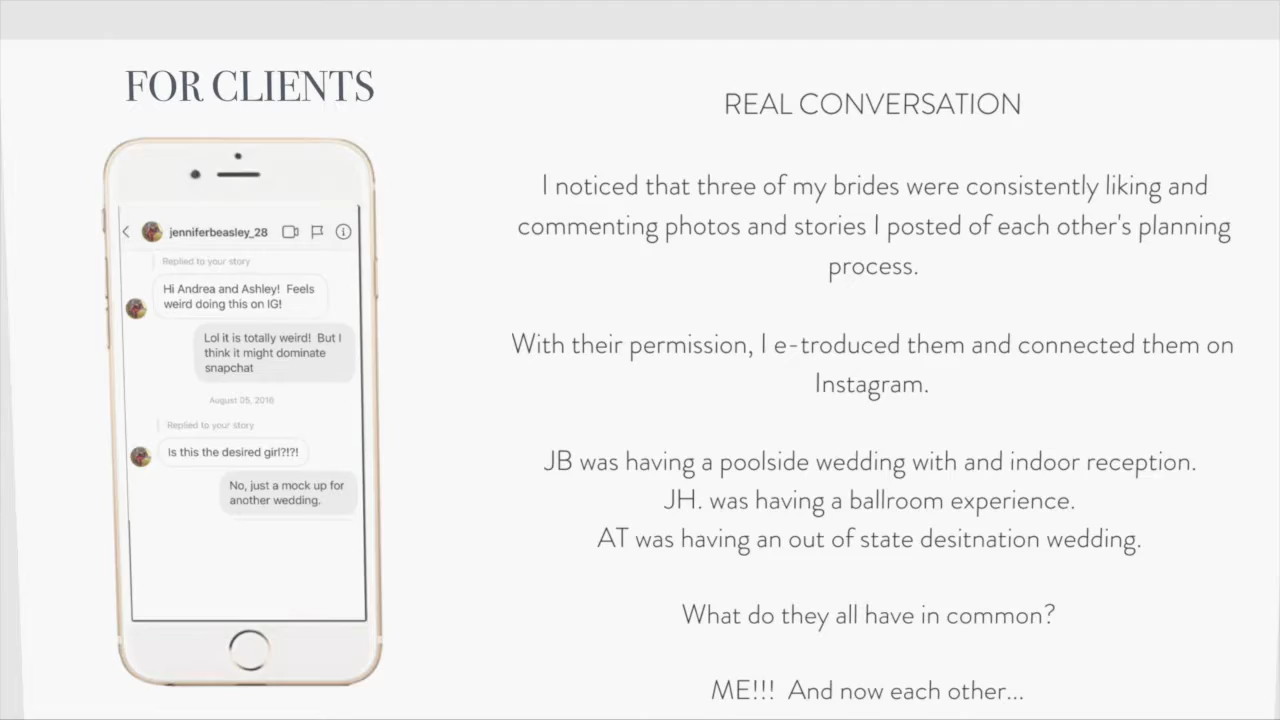 FOR CLIENTS
jenniferbeasley_28
Replied to your story
Hi Andrea and Ashley! Feels
weird doing this on IG!
Lol it is totally weird! But I
think it might dominate
snapchat
August 05, 2016
Replied to your story
Is this the desired girl?!?!
No, just a mock up for
another wedding.
REAL CONVERSATION
I noticed that three of my brides were consistently liking and
commenting photos and stories I posted of each other's planning
process.
With their permission, I e-troduced them and connected them on
Instagram.
JB was having a poolside wedding with and indoor reception.
JH. was having a ballroom experience.
AT was having an out of state desitnation wedding.
What do they all have in common?
ME!!! And now each other...